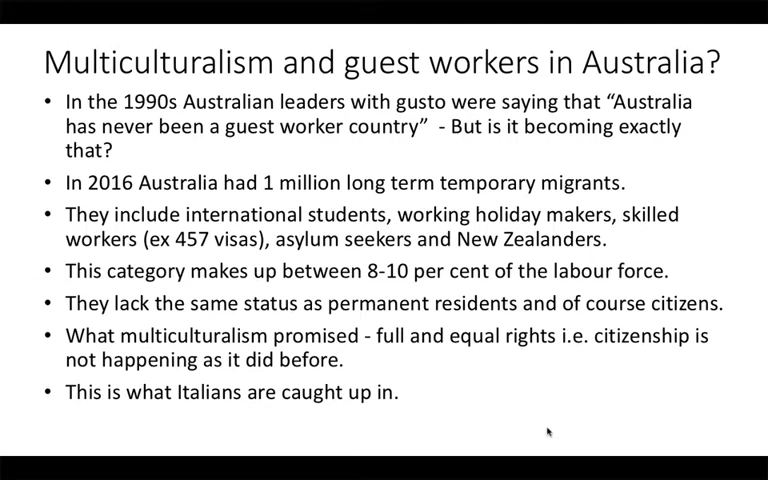 Multiculturalism and guest workers in Australia?
• In the 1990s Australian leaders with gusto were saying that “Australia
has never been a guest worker country”  - But is it becoming exactly
that?
• In 2016 Australia had 1 million long term temporary migrants.
• They include international students, working holiday makers, skilled
workers (ex 457 visas), asylum seekers and New Zealanders.
• This category makes up between 8-10 per cent of the labour force.
• They lack the same status as permanent residents and of course citizens.
• What multiculturalism promised - full and equal rights i.e. citizenship is
not happening as it did before.
• This is what Italians are caught up in.